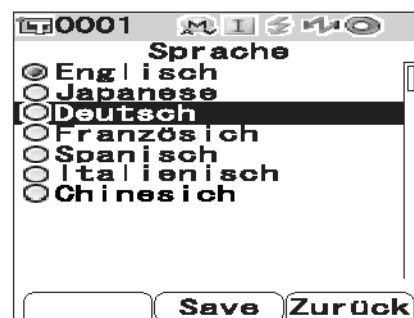 0001 M I
Sprache
Englisch
Japanese
Deutsch
Französich
Spanisch
Italienisch
Chinesich
Save Zurück